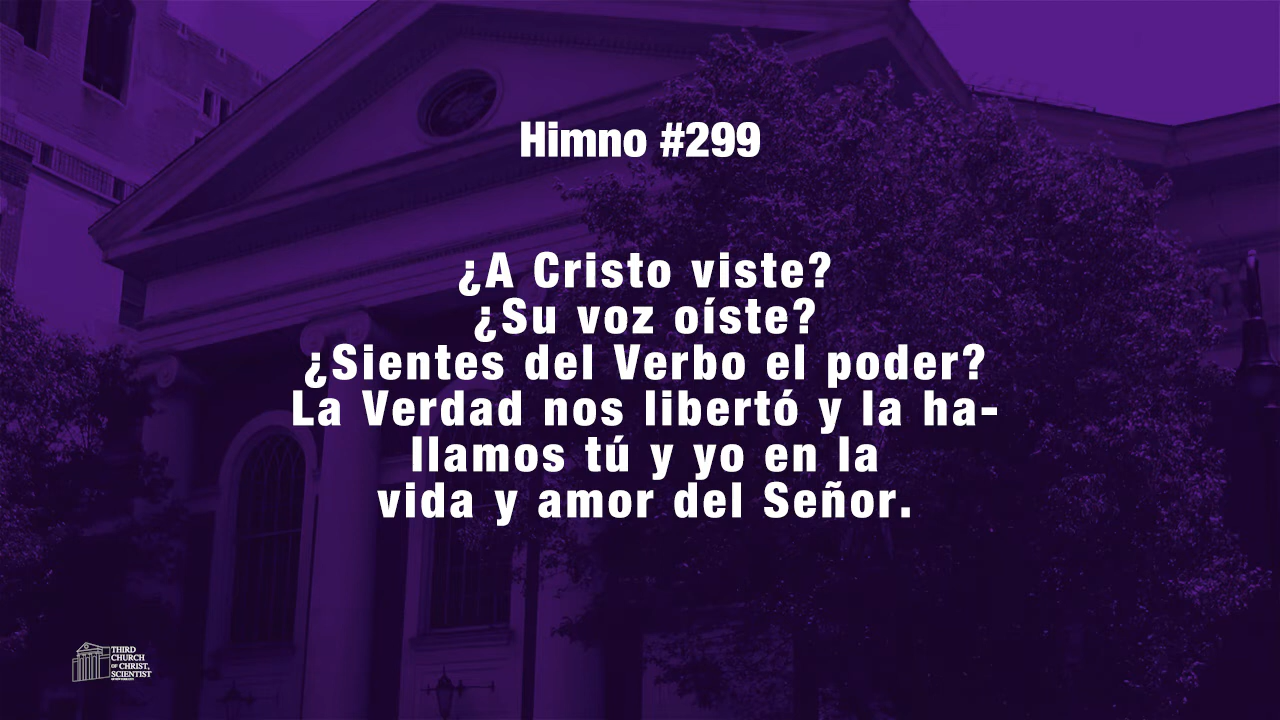 Himno #299
¿A Cristo viste?
¿Su voz oíste?
¿Sientes del Verbo el poder?
La Verdad nos libertó y la ha-
llamos tú y yo en la
vida y amor del Señor.
THIRD
CHURCH
OF CHRIST,
SCIENTIST